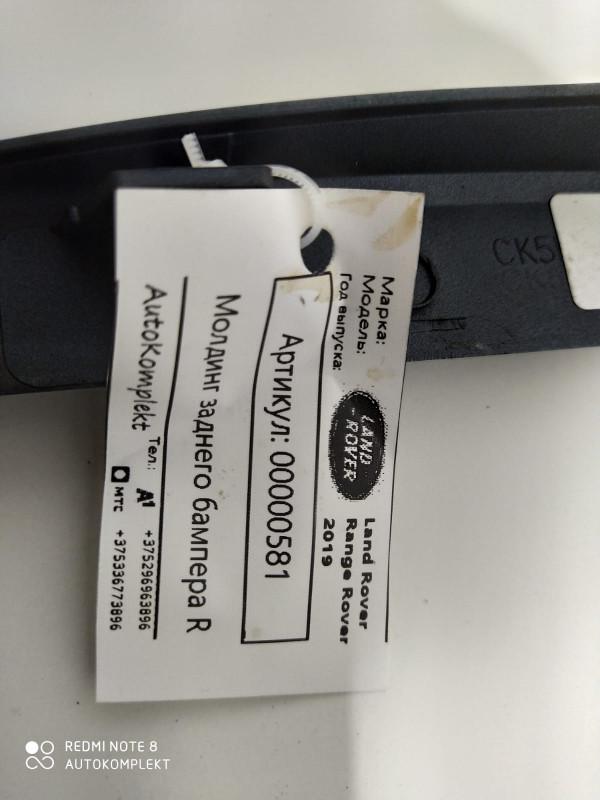 Марка: Land Rover
Модель: Range Rover
Год выпуска: 2019
LAND
ROVER
Артикул: 00000581
Молдинг заднего бампера R
AutoKomplekt Тел.: A1 +375296963896
МТС +375336773896
CK5
REDMI NOTE 8
AUTOKOMPLEKT